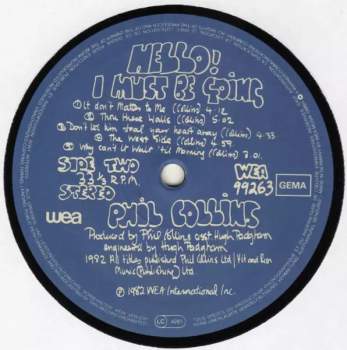 HELLO!
I MUST BE GOING
① It don't Matter to Me (Collins) 4·12
② Thru these Walls (Collins) 5·02
③ Don't let him steal your heart away (Collins) 4·33
④ The West Side (Collins) 4·59
⑤ Why Can't it Wait 'til Morning (Collins) 3·01
SIDE TWO
33⅓ R.P.M.
STEREO
WEA
99263
GEMA
wea
PHIL COLLINS
Produced by Phil Collins asst. Hugh Padgham
engineered by Hugh Padgham
1982 All titles published Phil Collins Ltd/ Hit and Run
Music (Publishing) Ltd.
℗ 1982 WEA International, Inc.
LC 4281